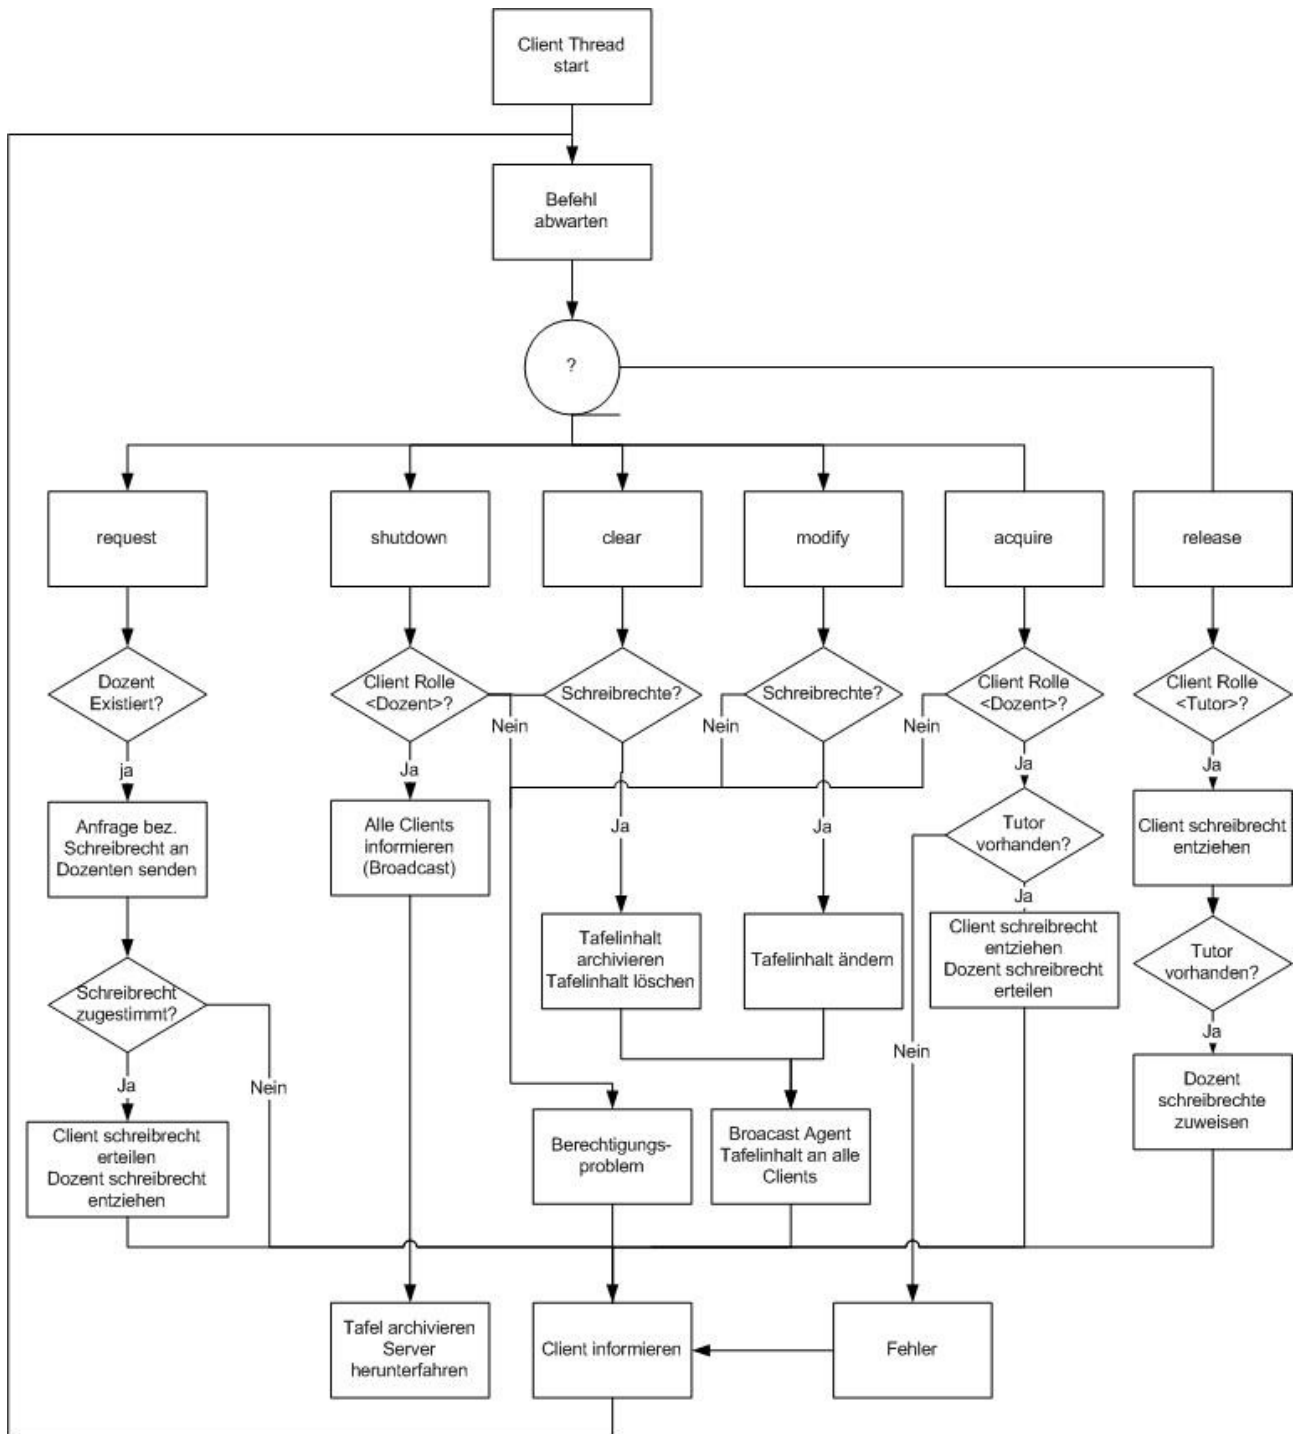 Client Thread
start
Befehl
abwarten
?
request
shutdown
clear
modify
acquire
release
Dozent
Existiert?
Client Rolle
<Dozent>?
Schreibrechte?
Schreibrechte?
Client Rolle
<Dozent>?
Client Rolle
<Tutor>?
Nein
Nein
Nein
ja
Ja
Ja
Ja
Anfrage bez.
Schreibrecht an
Dozenten senden
Alle Clients
informieren
(Broadcast)
Ja
Ja
Tutor
vorhanden?
Client schreibrecht
entziehen
Ja
Tafelinhalt
archivieren
Tafelinhalt löschen
Tafelinhalt ändern
Client schreibrecht
entziehen
Dozent schreibrecht
erteilen
Tutor
vorhanden?
Schreibrecht
zugestimmt?
Ja
Nein
Nein
Ja
Client schreibrecht
erteilen
Dozent schreibrecht
entziehen
Berechtigungs-
problem
Broacast Agent
Tafelinhalt an alle
Clients
Dozent
schreibrechte
zuweisen
Tafel archivieren
Server
herunterfahren
Client informieren
Fehler